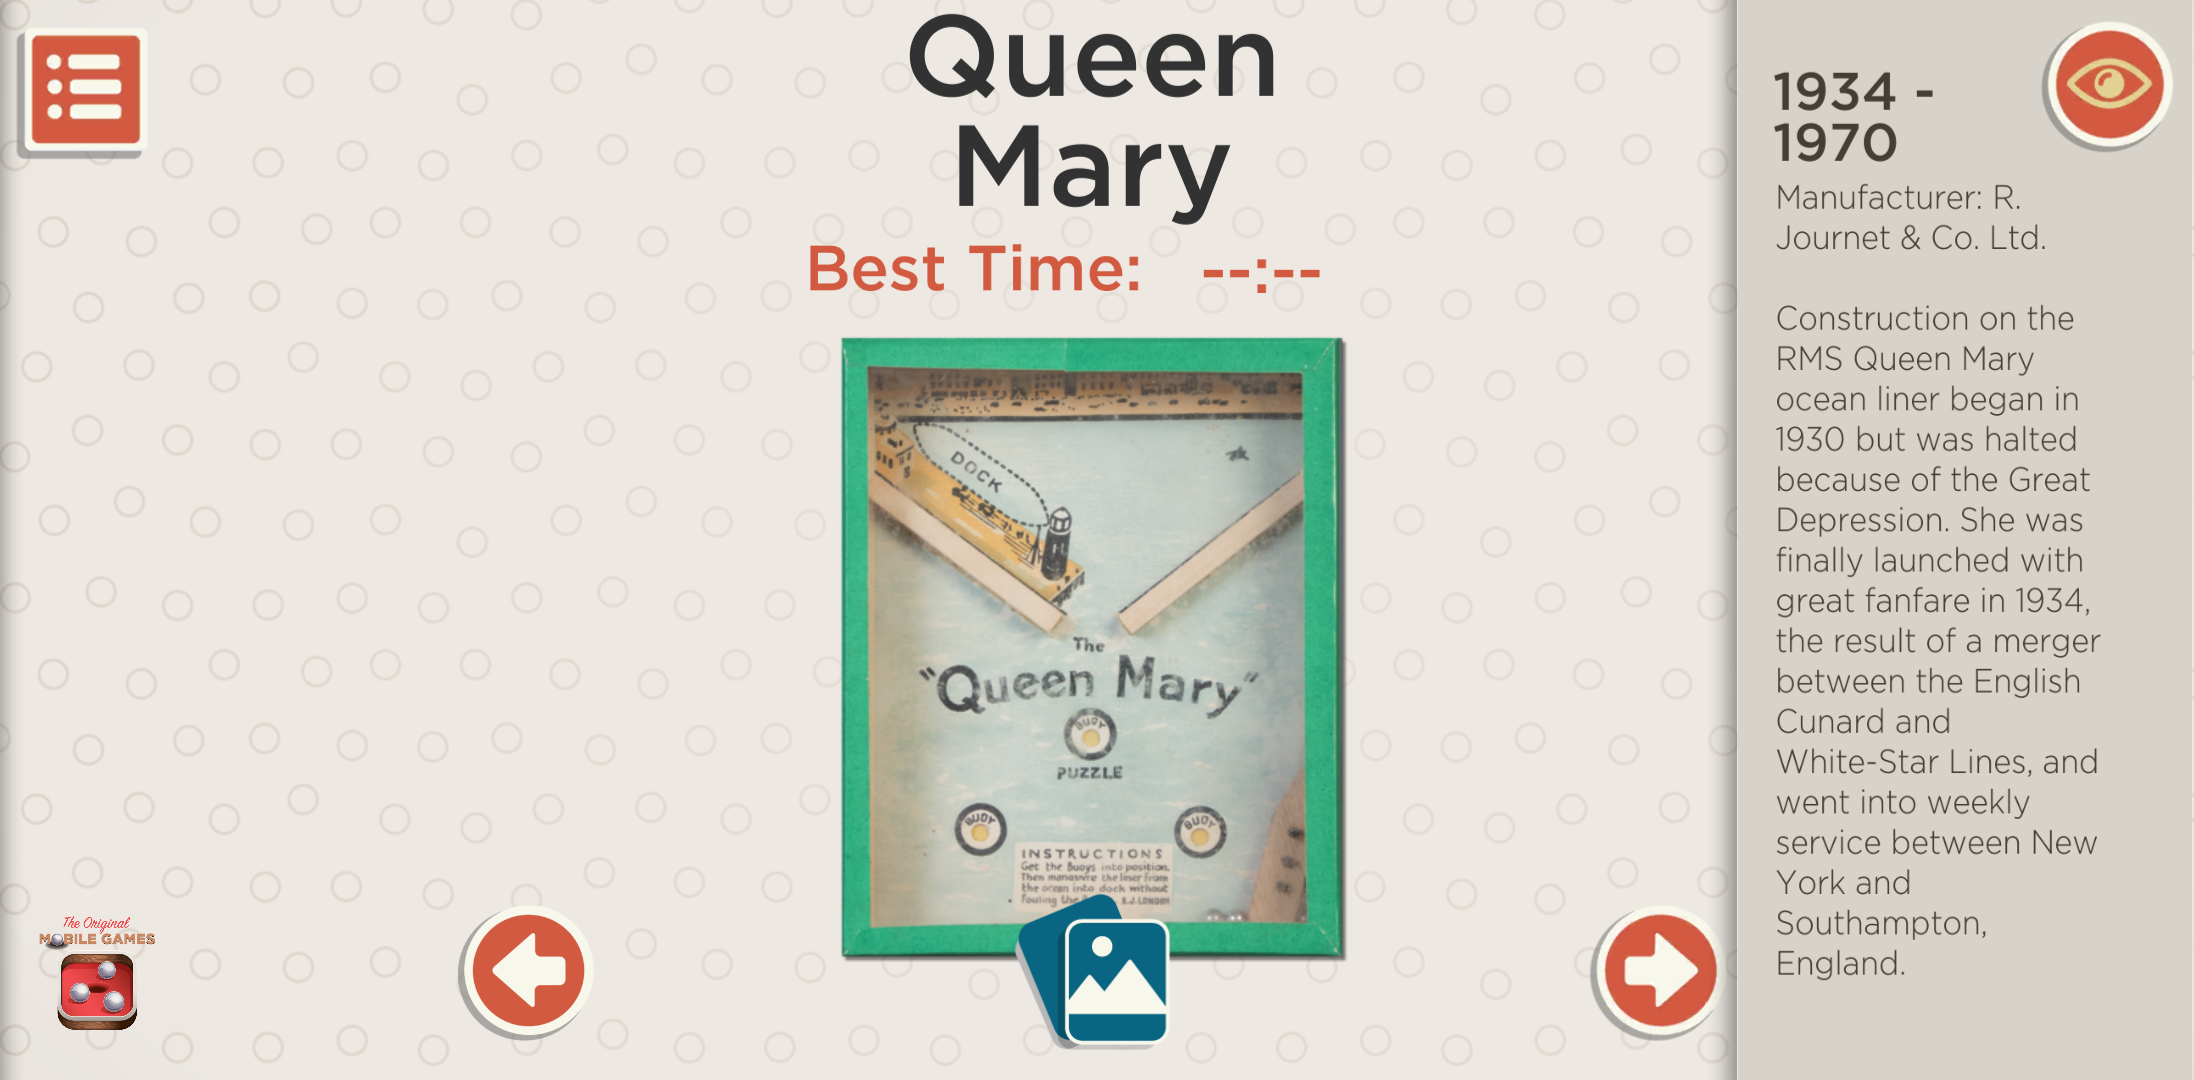 Queen
Mary
Best Time: --:--
DOCK
The
"Queen Mary"
BUOY
PUZZLE
BUOY
BUOY
INSTRUCTIONS
Get the Buoys into position.
Then manœuvre the liner from
the ocean into dock without
fouling the
R.J. LONDON
The Original
MOBILE GAMES
1934 -
1970
Manufacturer: R.
Journet & Co. Ltd.
Construction on the
RMS Queen Mary
ocean liner began in
1930 but was halted
because of the Great
Depression. She was
finally launched with
great fanfare in 1934,
the result of a merger
between the English
Cunard and
White-Star Lines, and
went into weekly
service between New
York and
Southampton,
England.